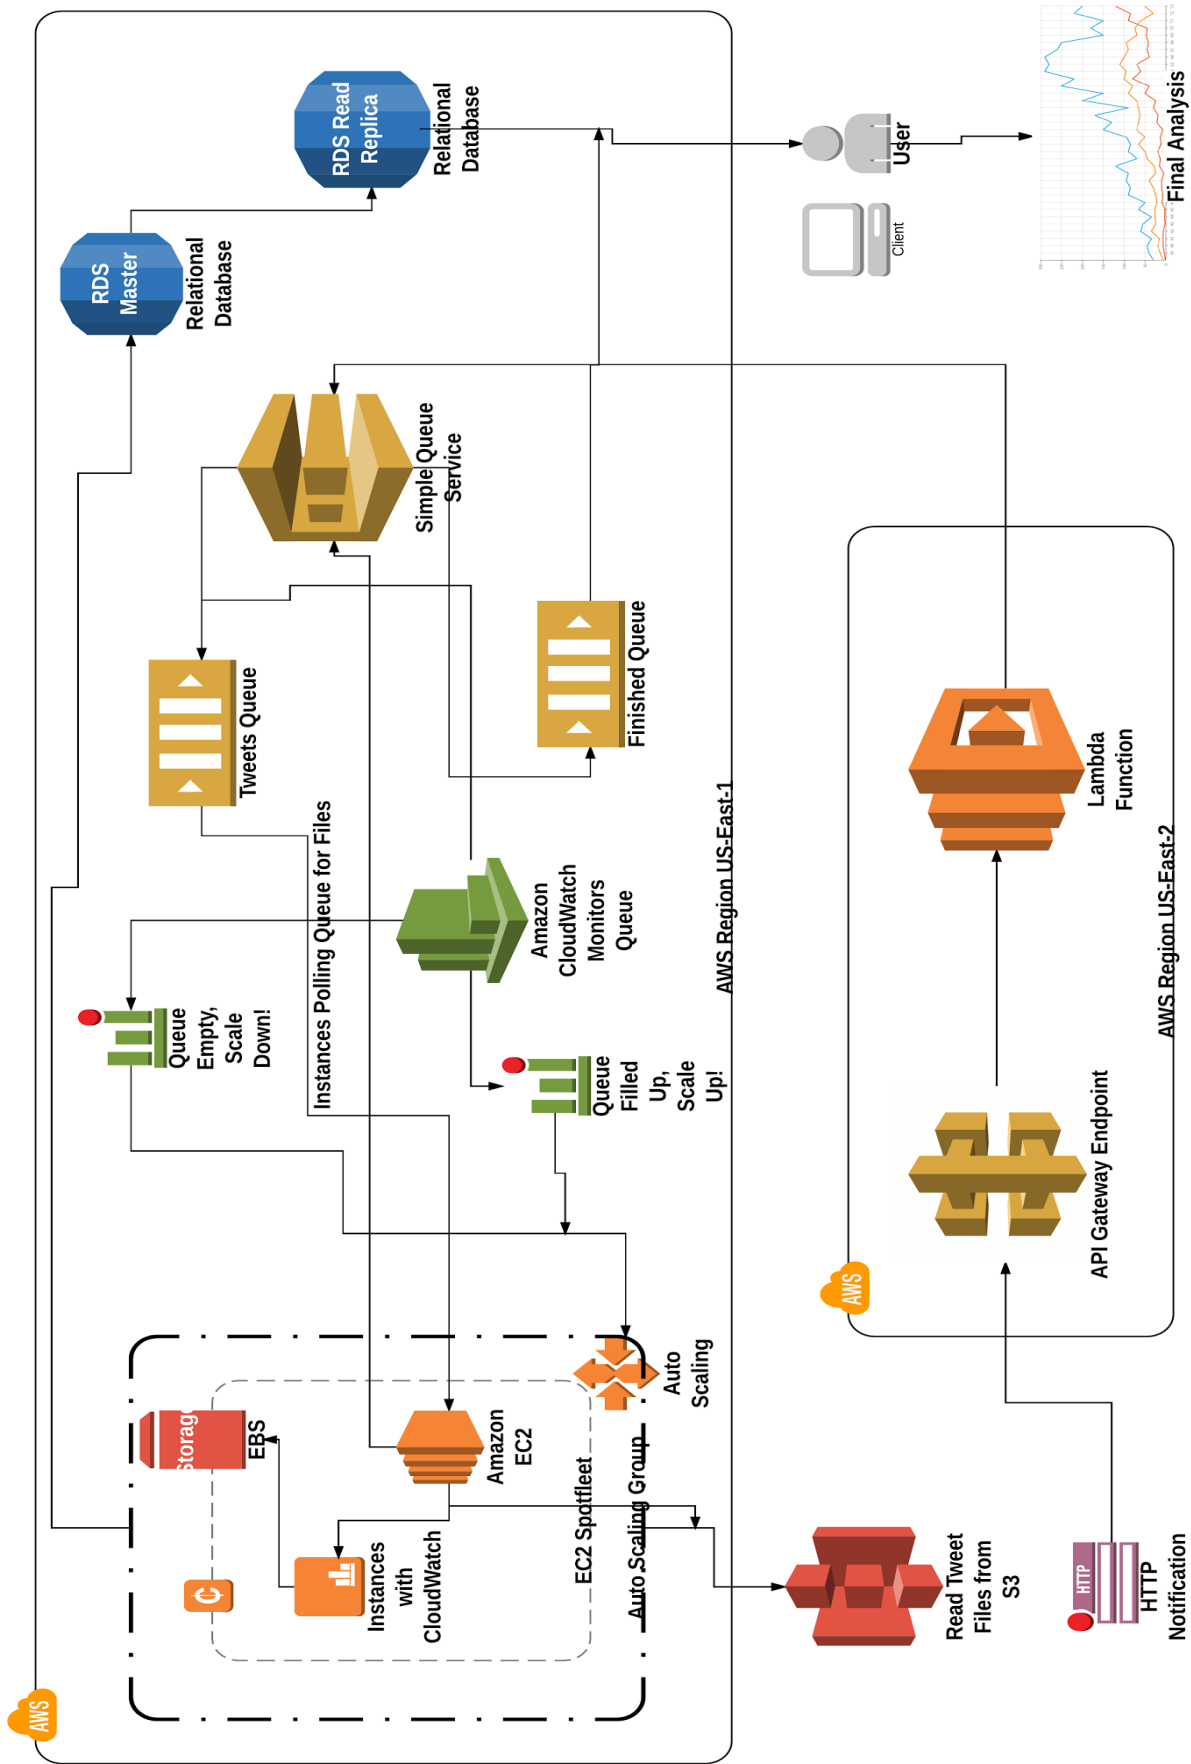 AWS
Storag
EBS
Instances with
CloudWatch
Amazon
EC2
EC2 Spotfleet
Auto Scaling Group
Auto
Scaling
Queue
Empty,
Scale
Down!
Instances Polling Queue for Files
Queue
Filled
Up,
Scale
Up!
Amazon
CloudWatch
Monitors
Queue
Tweets Queue
Finished Queue
Simple Queue
Service
RDS
Master
Relational
Database
RDS Read
Replica
Relational
Database
AWS Region US-East-1
Read Tweet
Files from
S3
HTTP
HTTP
Notification
AWS
API Gateway Endpoint
Lambda
Function
AWS Region US-East-2
Client
User
Final Analysis